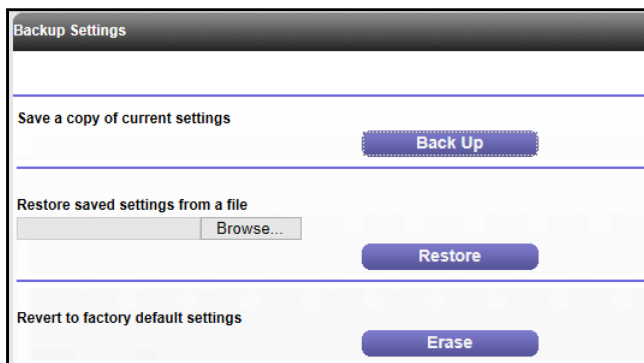 Backup Settings
Save a copy of current settings
Back Up
Restore saved settings from a file
Browse...
Restore
Revert to factory default settings
Erase